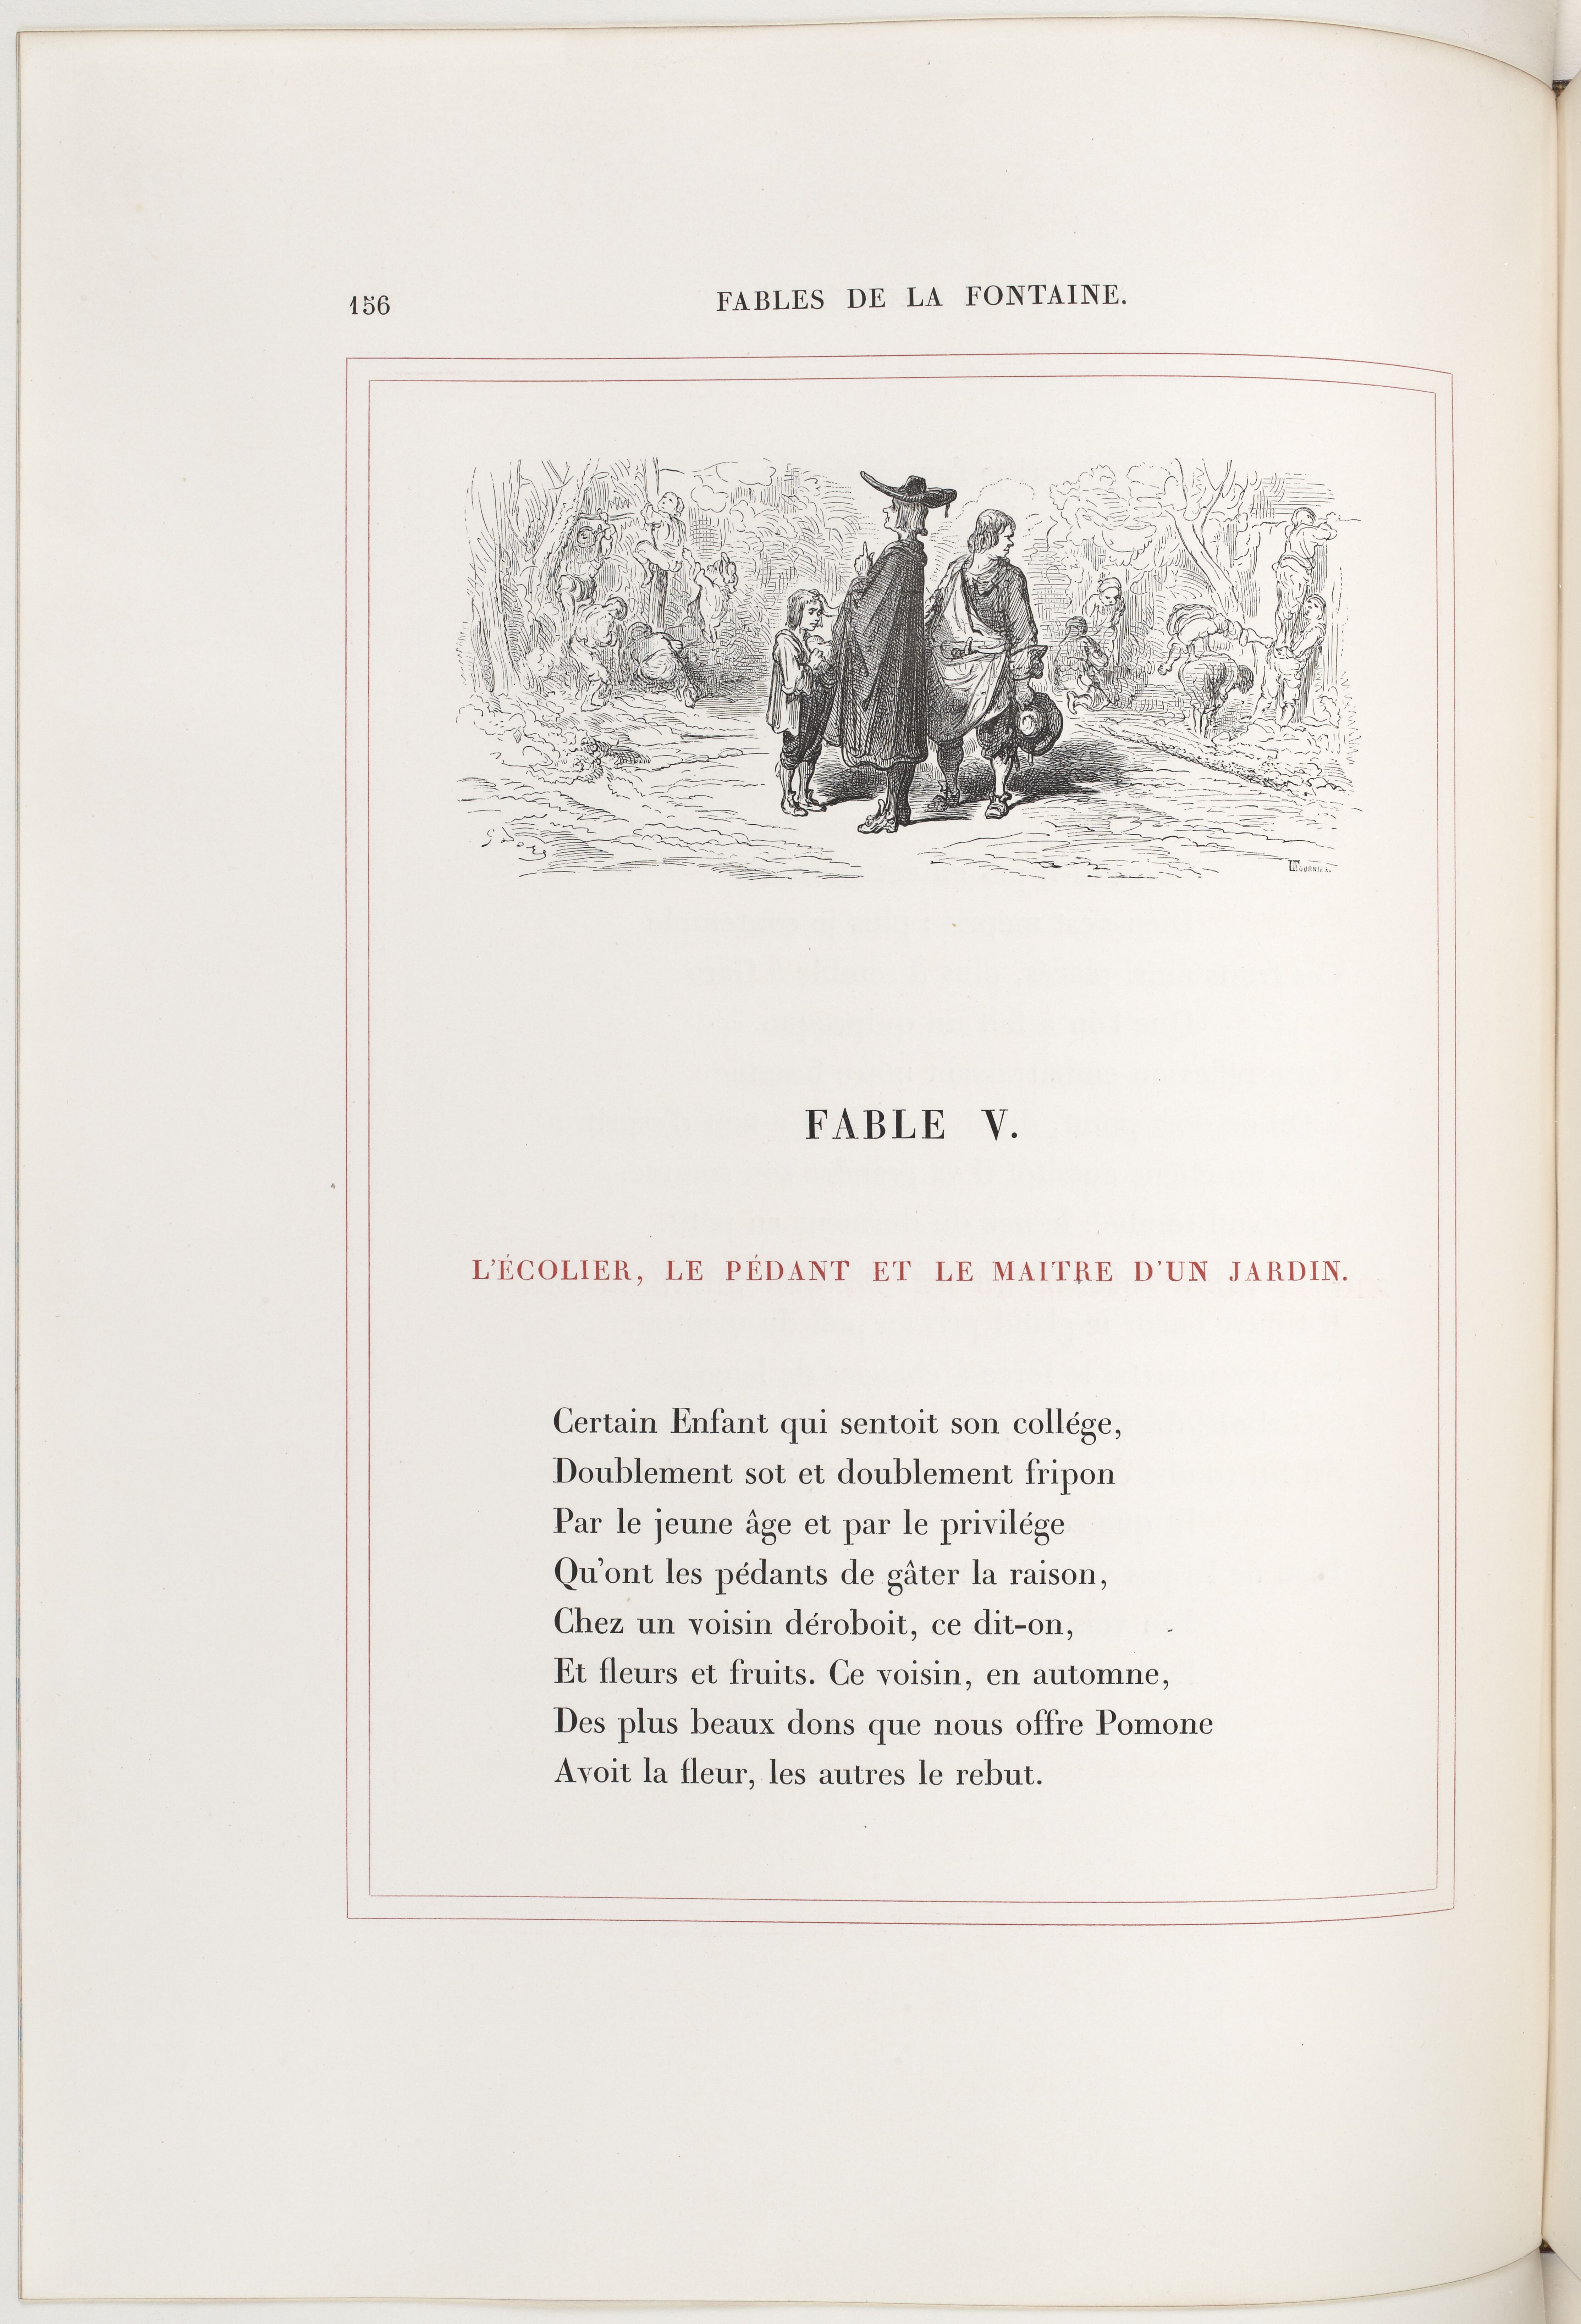 156
FABLES DE LA FONTAINE.
G Doré
FABLE V.
L'ÉCOLIER, LE PÉDANT ET LE MAITRE D'UN JARDIN.
Certain Enfant qui sentoit son collége,
Doublement sot et doublement fripon
Par le jeune âge et par le privilége
Qu'ont les pédants de gâter la raison,
Chez un voisin déroboit, ce dit-on,
Et fleurs et fruits. Ce voisin, en automne,
Des plus beaux dons que nous offre Pomone
Avoit la fleur, les autres le rebut.